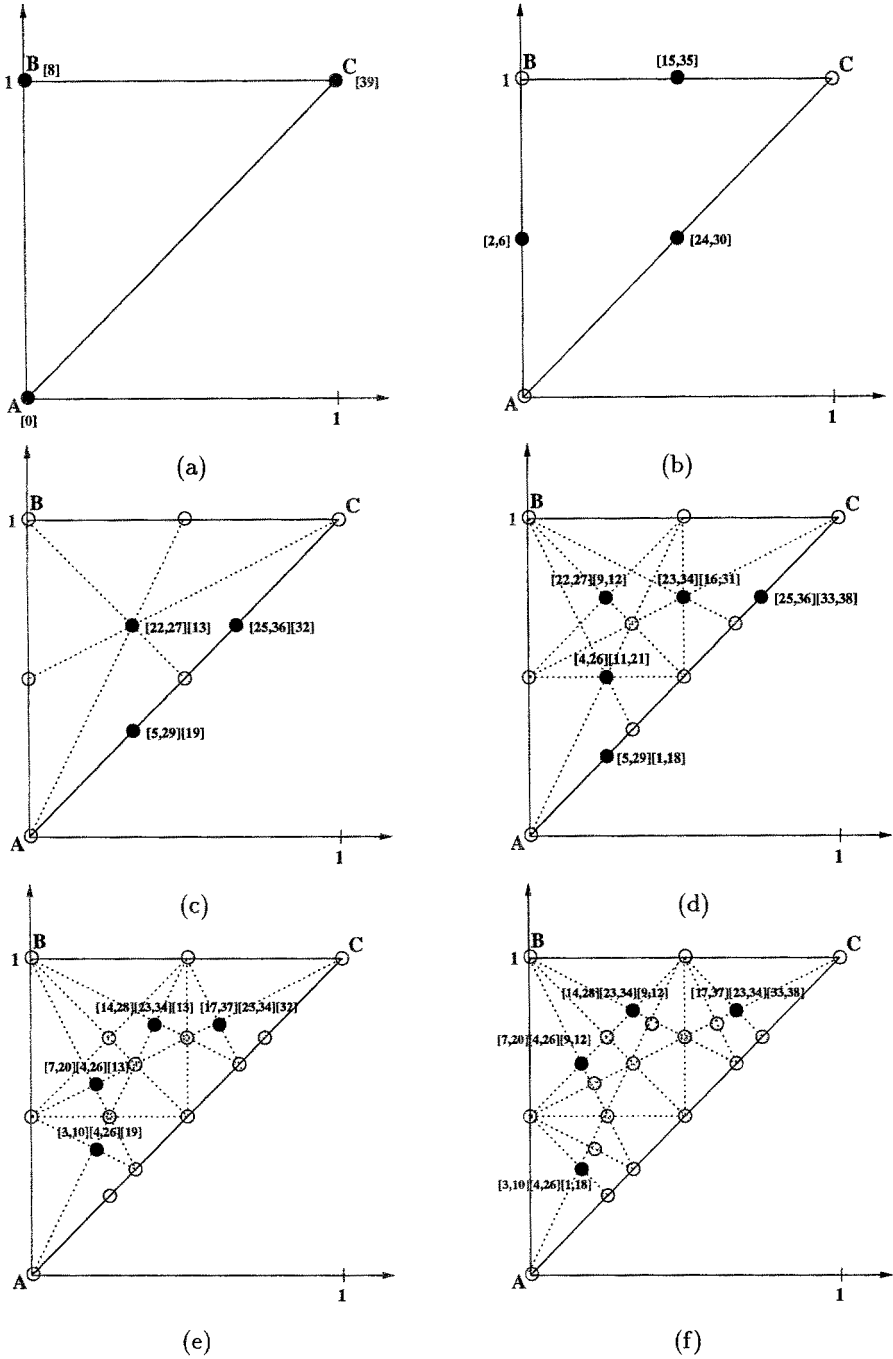 B [8]
C
1
[39]
A
[0]
1
(a)
B
[15,35]
C
1
[2,6]
[24,30]
A
1
(b)
B
C
1
[22,27][13]
[25,36][32]
[5,29][19]
A
1
(c)
B
C
1
[22,27][9,12]
[23,34][16,31]
[25,36][33,38]
[4,26][11,21]
[5,29][1,18]
A
1
(d)
B
C
1
[14,28][23,34][13]
[17,37][25,34][32]
[7,20][4,26][13]
[3,10][4,26][19]
A
1
(e)
B
C
1
[14,28][23,34][9,12]
[17,37][23,34][33,38]
[7,20][4,26][9,12]
[3,10][4,26][1,18]
A
1
(f)